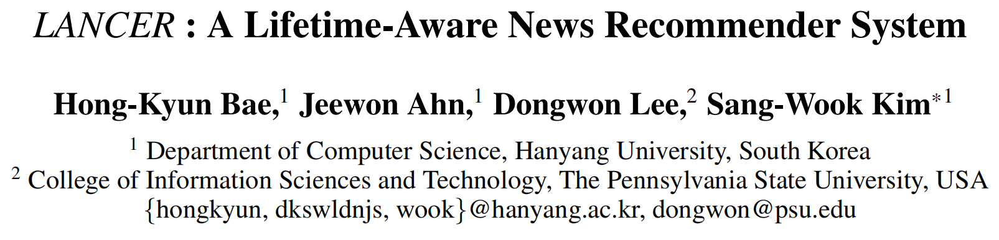 LANCER : A Lifetime-Aware News Recommender System
Hong-Kyun Bae,¹ Jeewon Ahn,¹ Dongwon Lee,² Sang-Wook Kim*¹
¹ Department of Computer Science, Hanyang University, South Korea
² College of Information Sciences and Technology, The Pennsylvania State University, USA
{hongkyun, dkswldnjs, wook}@hanyang.ac.kr, dongwon@psu.edu